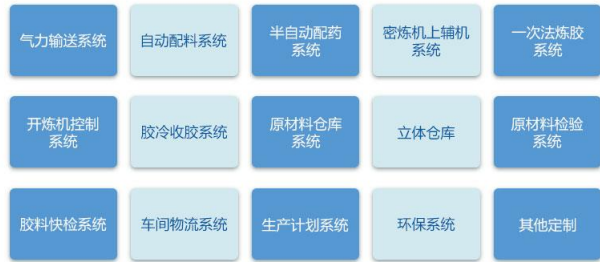 气力输送系统
自动配料系统
半自动配药
系统
密炼机上辅机
系统
一次法炼胶
系统
开炼机控制
系统
胶冷收胶系统
原材料仓库
系统
立体仓库
原材料检验
系统
胶料快检系统
车间物流系统
生产计划系统
环保系统
其他定制